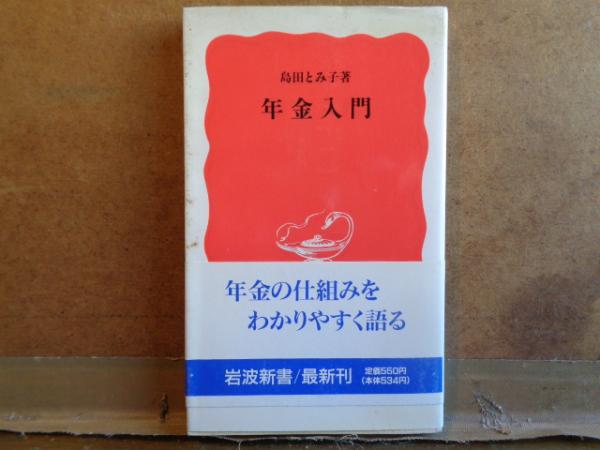 島田とみ子著
年金入門
年金の仕組みを
わかりやすく語る
岩波新書/最新刊
定価550円
(本体534円)